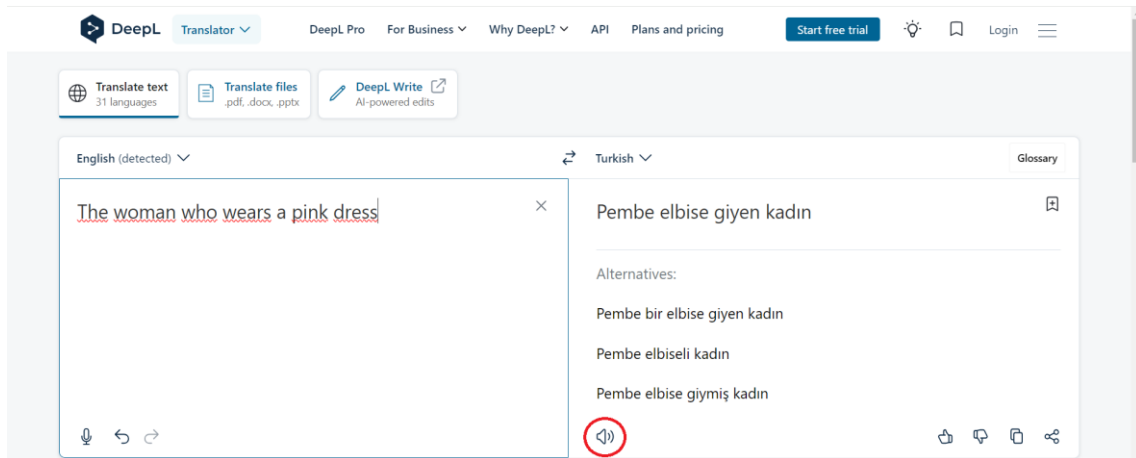 DeepL Translator DeepL Pro For Business Why DeepL? API Plans and pricing Start free trial Login
Translate text
31 languages
Translate files
.pdf, .docx, .pptx
DeepL Write
AI-powered edits
English (detected)
Turkish
Glossary
The woman who wears a pink dress
Pembe elbise giyen kadın
Alternatives:
Pembe bir elbise giyen kadın
Pembe elbiseli kadın
Pembe elbise giymiş kadın